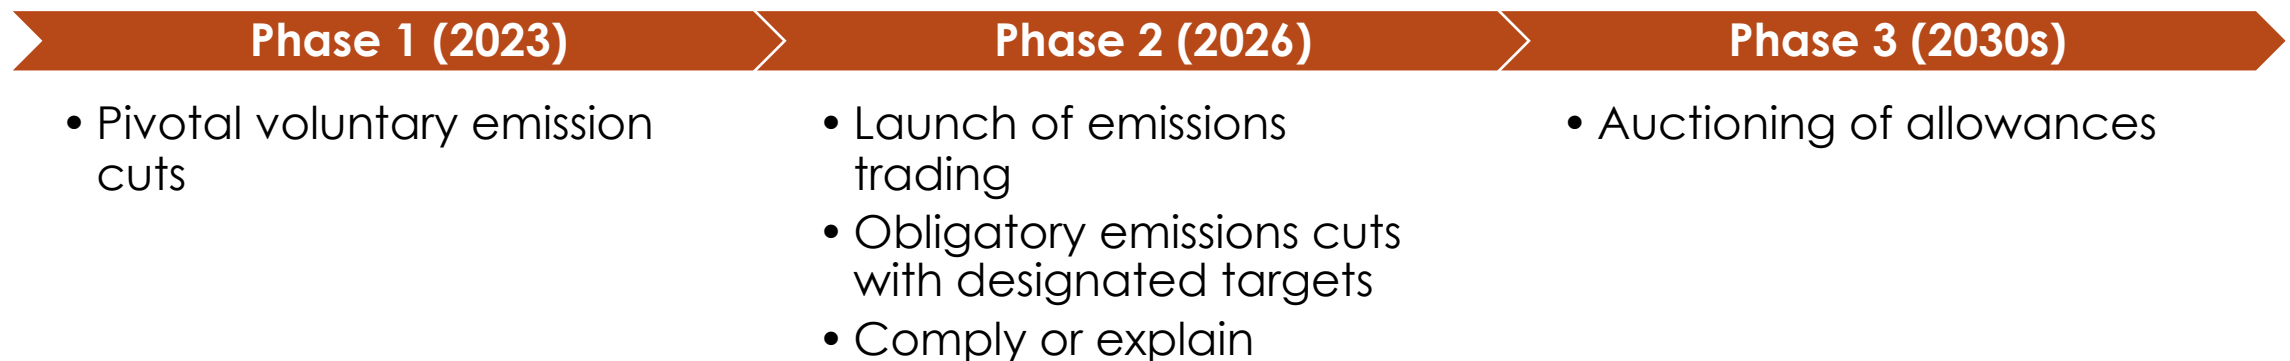 Phase 1 (2023)
Phase 2 (2026)
Phase 3 (2030s)
• Pivotal voluntary emission
cuts
• Launch of emissions
trading
• Obligatory emissions cuts
with designated targets
• Comply or explain
• Auctioning of allowances